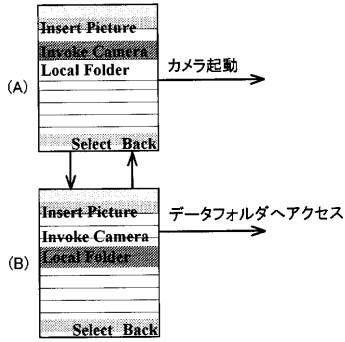 Insert Picture
Invoke Camera
Local Folder
Select Back
(A)
カメラ起動
Insert Picture
Invoke Camera
Local Folder
Select Back
(B)
データフォルダへアクセス